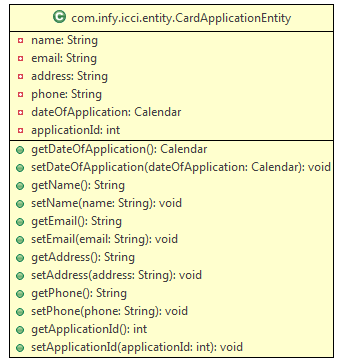 com.infy.icci.entity.CardApplicationEntity
name: String
email: String
address: String
phone: String
dateOfApplication: Calendar
applicationId: int
getDateOfApplication(): Calendar
setDateOfApplication(dateOfApplication: Calendar): void
getName(): String
setName(name: String): void
getEmail(): String
setEmail(email: String): void
getAddress(): String
setAddress(address: String): void
getPhone(): String
setPhone(phone: String): void
getApplicationId(): int
setApplicationId(applicationId: int): void